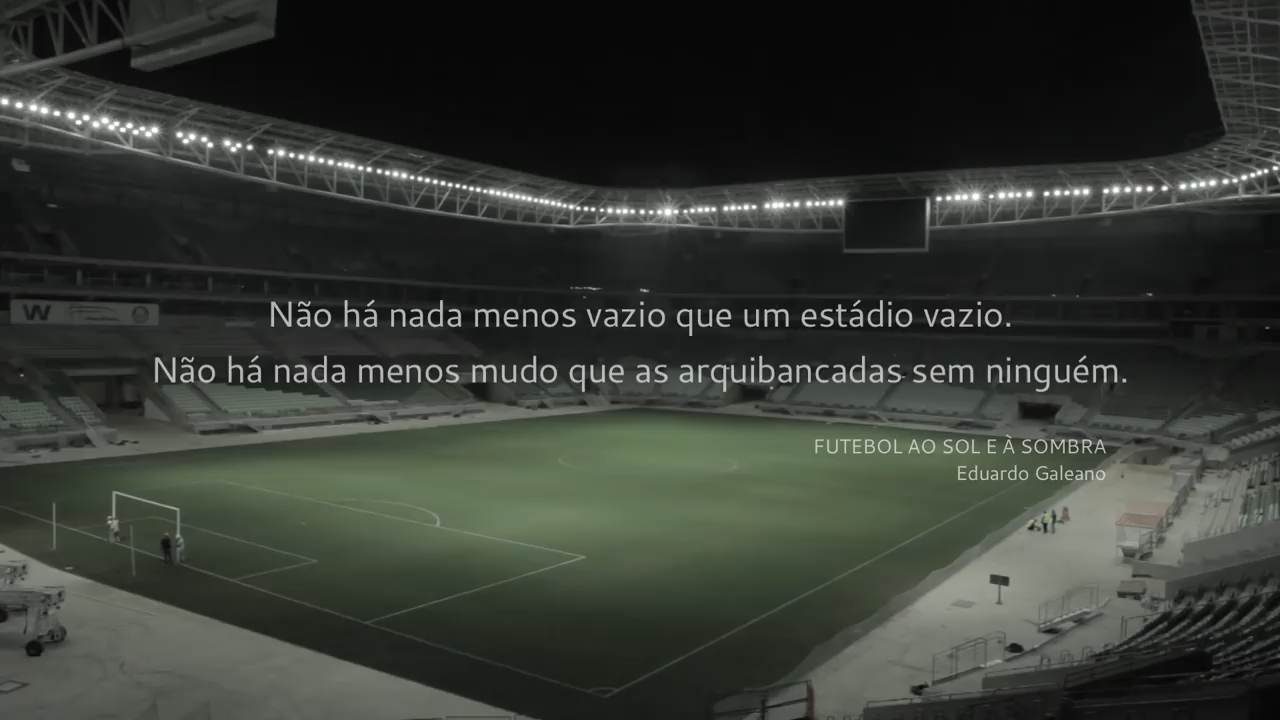 Não há nada menos vazio que um estádio vazio.
Não há nada menos mudo que as arquibancadas sem ninguém.
FUTEBOL AO SOL E À SOMBRA
Eduardo Galeano
W